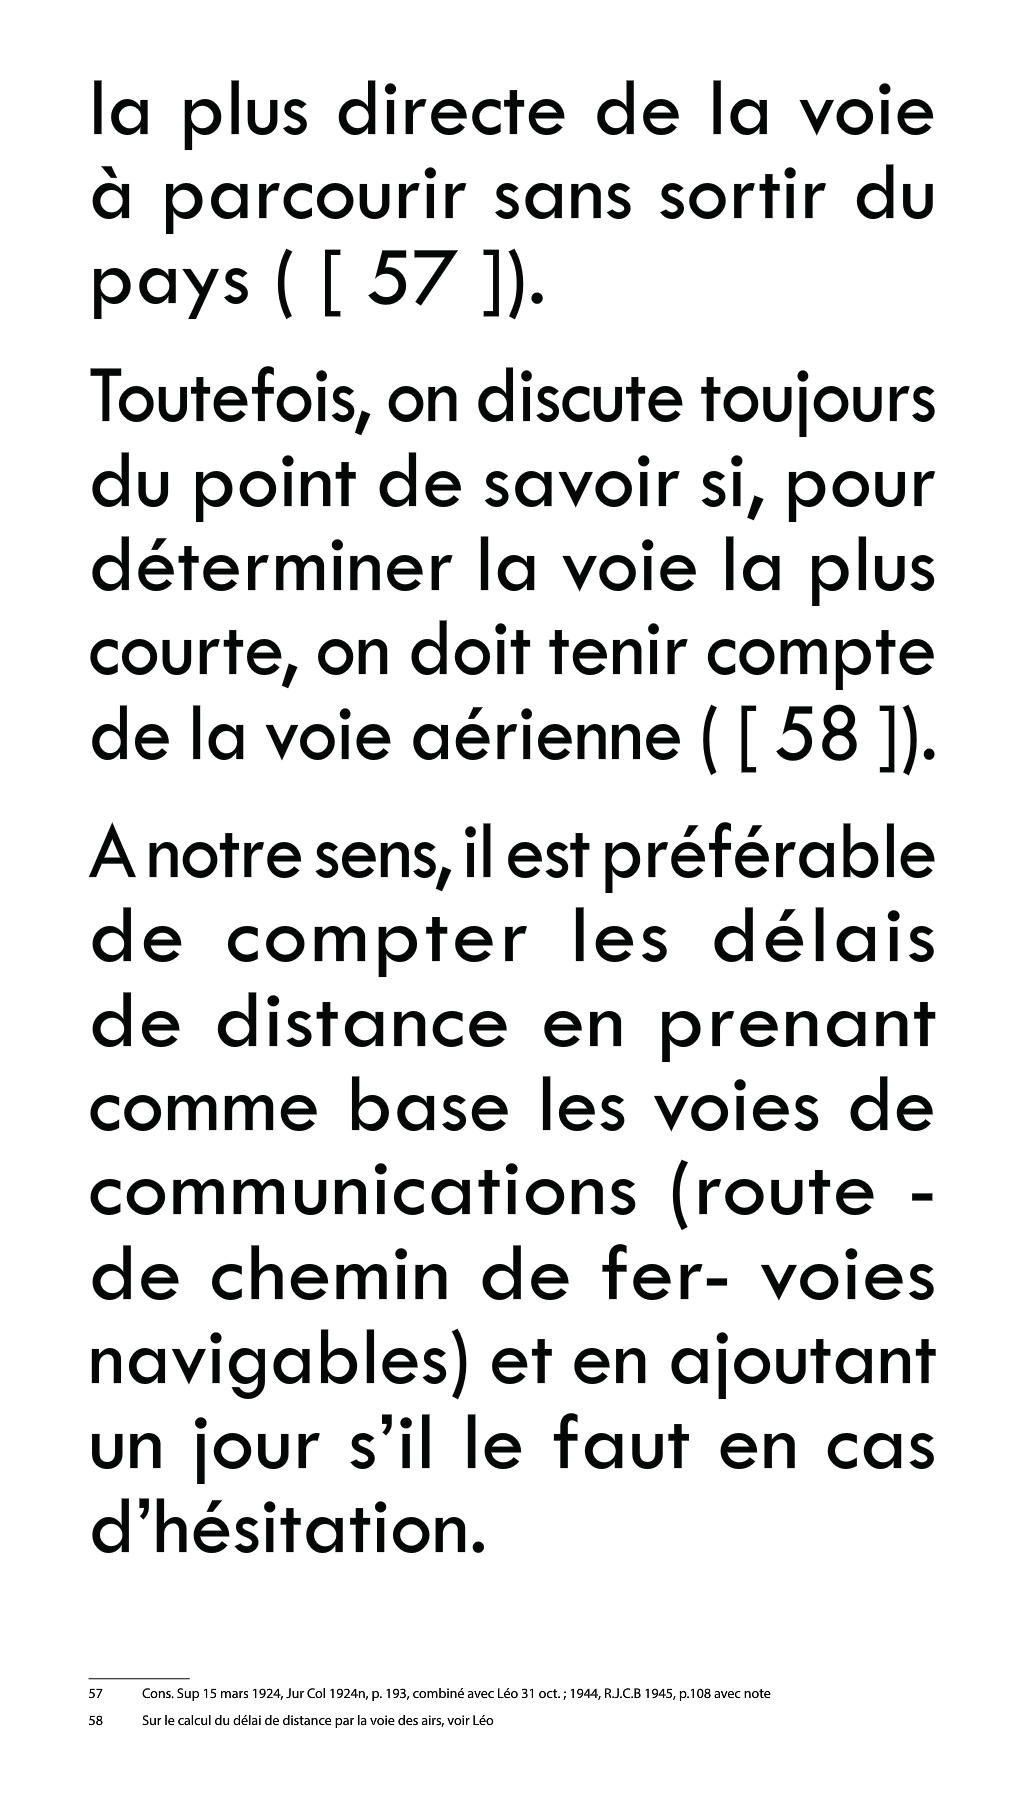 la plus directe de la voie
à parcourir sans sortir du
pays ( [ 57 ]).
Toutefois, on discute toujours
du point de savoir si, pour
déterminer la voie la plus
courte, on doit tenir compte
de la voie aérienne ( [ 58 ]).
A notre sens, il est préférable
de compter les délais
de distance en prenant
comme base les voies de
communications (route -
de chemin de fer- voies
navigables) et en ajoutant
un jour s’il le faut en cas
d’hésitation.
57 Cons. Sup 15 mars 1924, Jur Col 1924n, p. 193, combiné avec Léo 31 oct. ; 1944, R.J.C.B 1945, p.108 avec note
58 Sur le calcul du délai de distance par la voie des airs, voir Léo